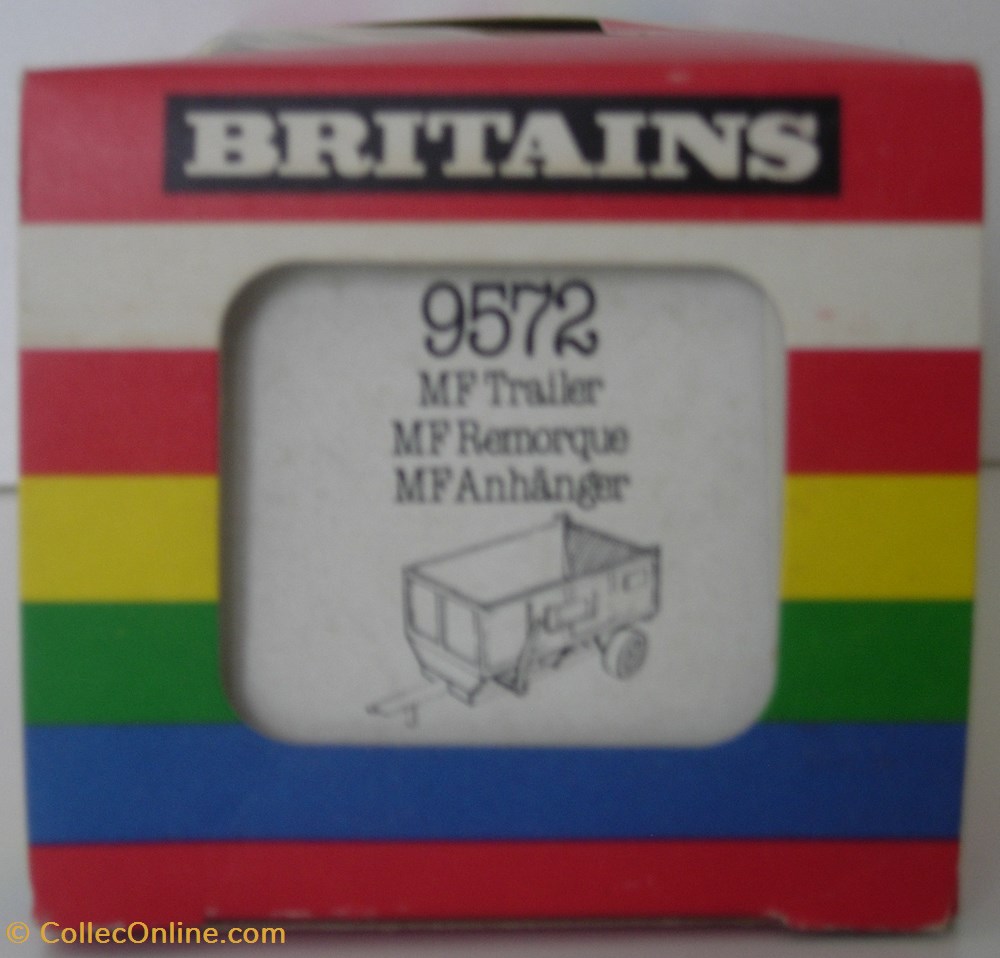 BRITAINS
9572
MF Trailer
MF Remorque
MF Anhänger
© CollecOnline.com